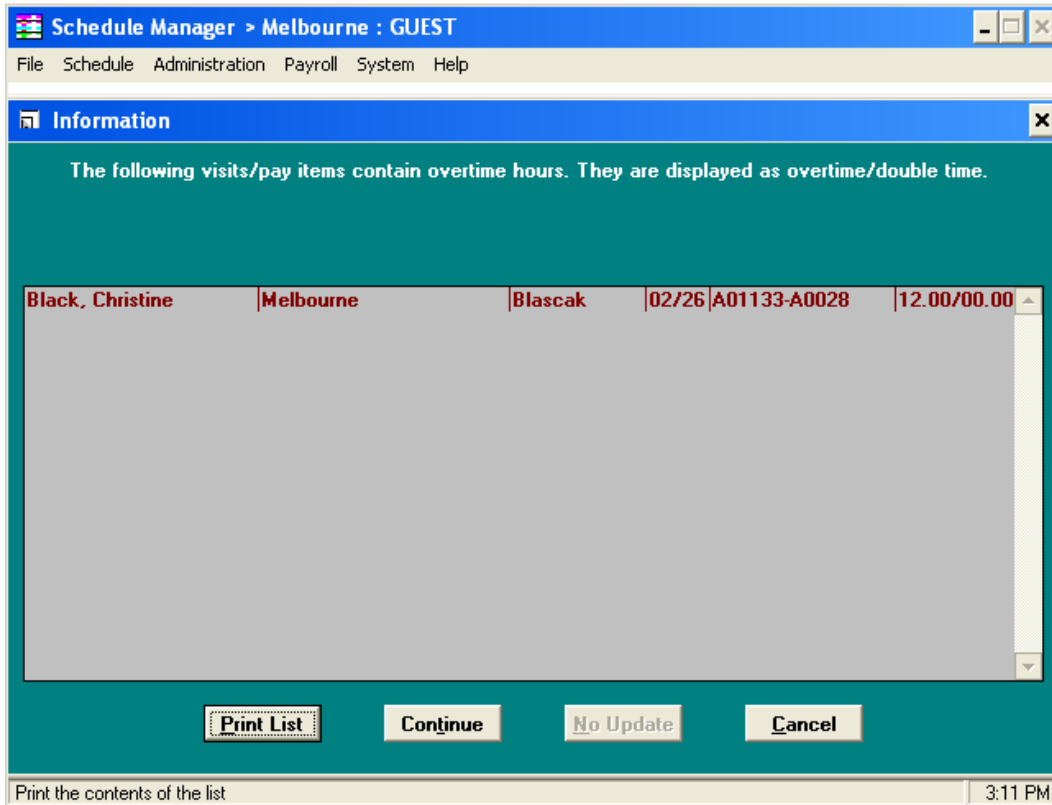 Schedule Manager > Melbourne : GUEST
File Schedule Administration Payroll System Help
Information
The following visits/pay items contain overtime hours. They are displayed as overtime/double time.
Black, Christine Melbourne Blascak 02/26 A01133-A0028 12.00/00.00
Print List Continue No Update Cancel
Print the contents of the list 3:11 PM